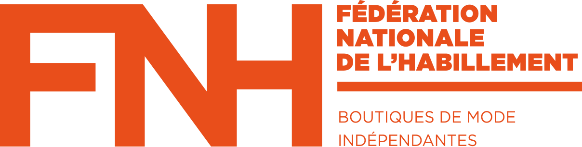 FNH
FÉDÉRATION
NATIONALE
DE L'HABILLEMENT
BOUTIQUES DE MODE
INDÉPENDANTES